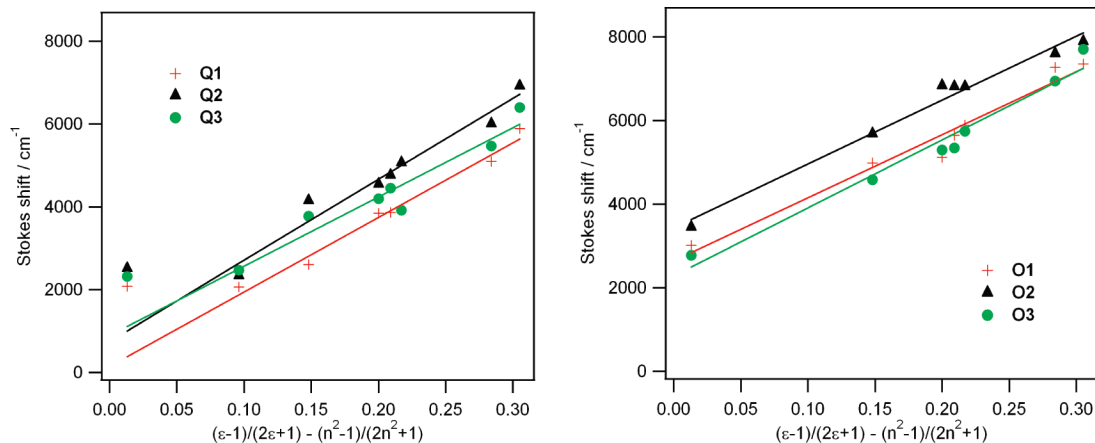 8000
6000
4000
2000
0
Stokes shift / cm⁻¹
Q1
Q2
Q3
0.00 0.05 0.10 0.15 0.20 0.25 0.30
(ε-1)/(2ε+1) - (n²-1)/(2n²+1)
8000
6000
4000
2000
0
Stokes shift / cm⁻¹
O1
O2
O3
0.00 0.05 0.10 0.15 0.20 0.25 0.30
(ε-1)/(2ε+1) - (n²-1)/(2n²+1)